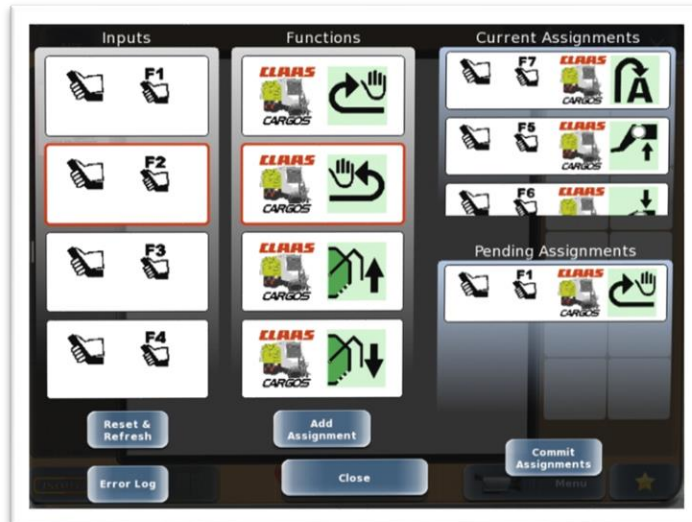 Inputs
Functions
Current Assignments
F1
F2
F3
F4
CLAAS
CARGOS
CLAAS
CARGOS
CLAAS
CARGOS
CLAAS
CARGOS
F7
CLAAS
CARGOS
A
F5
CLAAS
CARGOS
F6
CLAAS
Pending Assignments
F1
CLAAS
CARGOS
Reset &
Refresh
Add
Assignment
Commit
Assignments
Error Log
Close
Menu